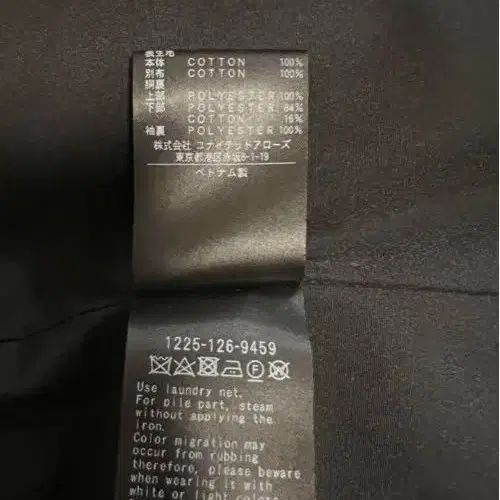 表生地
本体 COTTON 100%
別布 COTTON 100%
胴裏
上部 POLYESTER 100%
下部 POLYESTER 84%
COTTON 16%
袖裏 POLYESTER 100%
株式会社 ユナイテッドアローズ
東京都港区赤坂8-1-19
ベトナム製
1225-126-9459
Use laundry net.
For pile part, steam
without applying the
iron.
Color migration may
occur from rubbing
therefore, please beware
when wearing it with
white or light colors